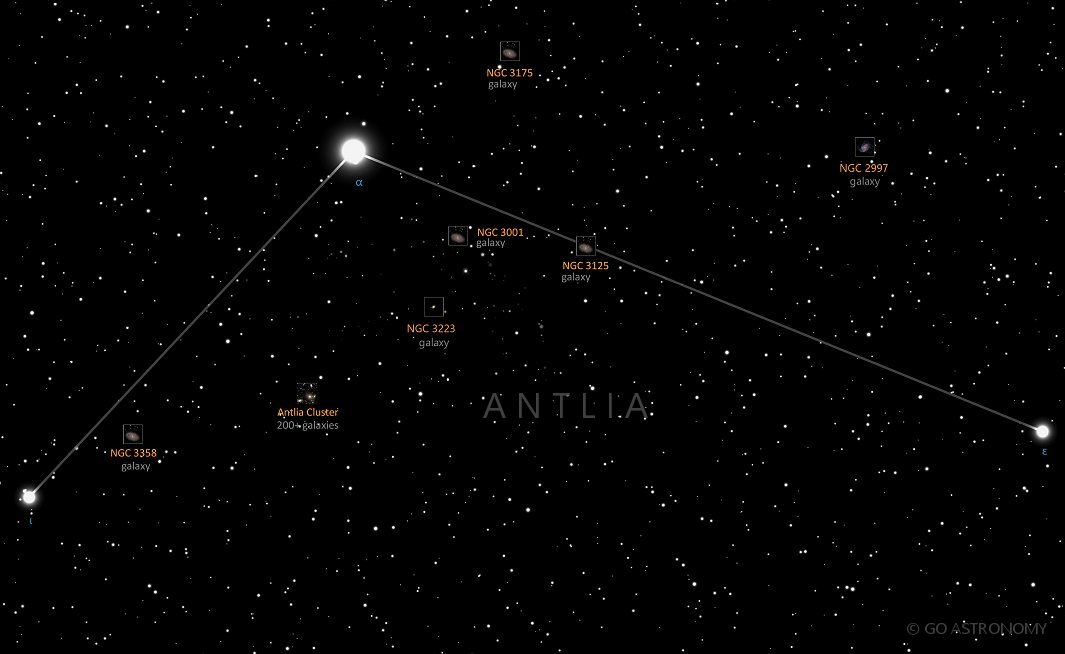 NGC 3175
galaxy
NGC 2997
galaxy
α
NGC 3001
galaxy
NGC 3125
galaxy
NGC 3223
galaxy
ANTLIA
Antlia Cluster
200+ galaxies
NGC 3358
galaxy
ε
ι
© GO ASTRONOMY